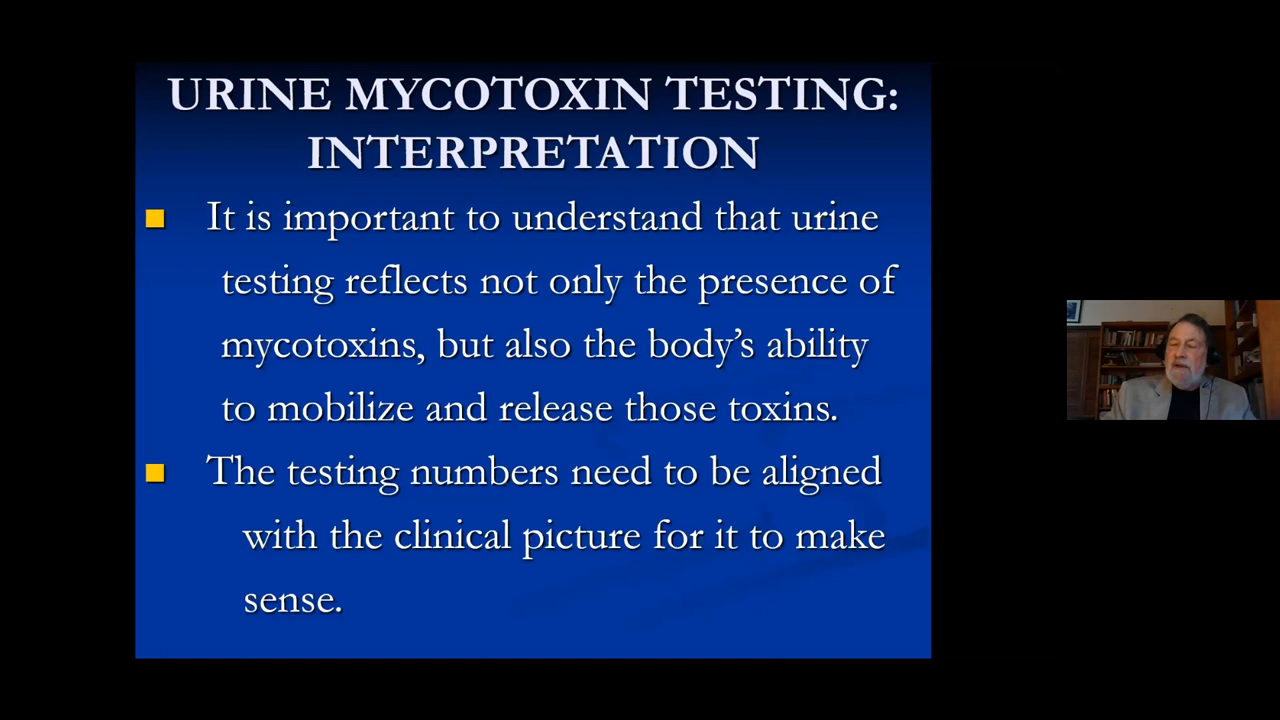 URINE MYCOTOXIN TESTING:
INTERPRETATION
It is important to understand that urine
testing reflects not only the presence of
mycotoxins, but also the body’s ability
to mobilize and release those toxins.
The testing numbers need to be aligned
with the clinical picture for it to make
sense.